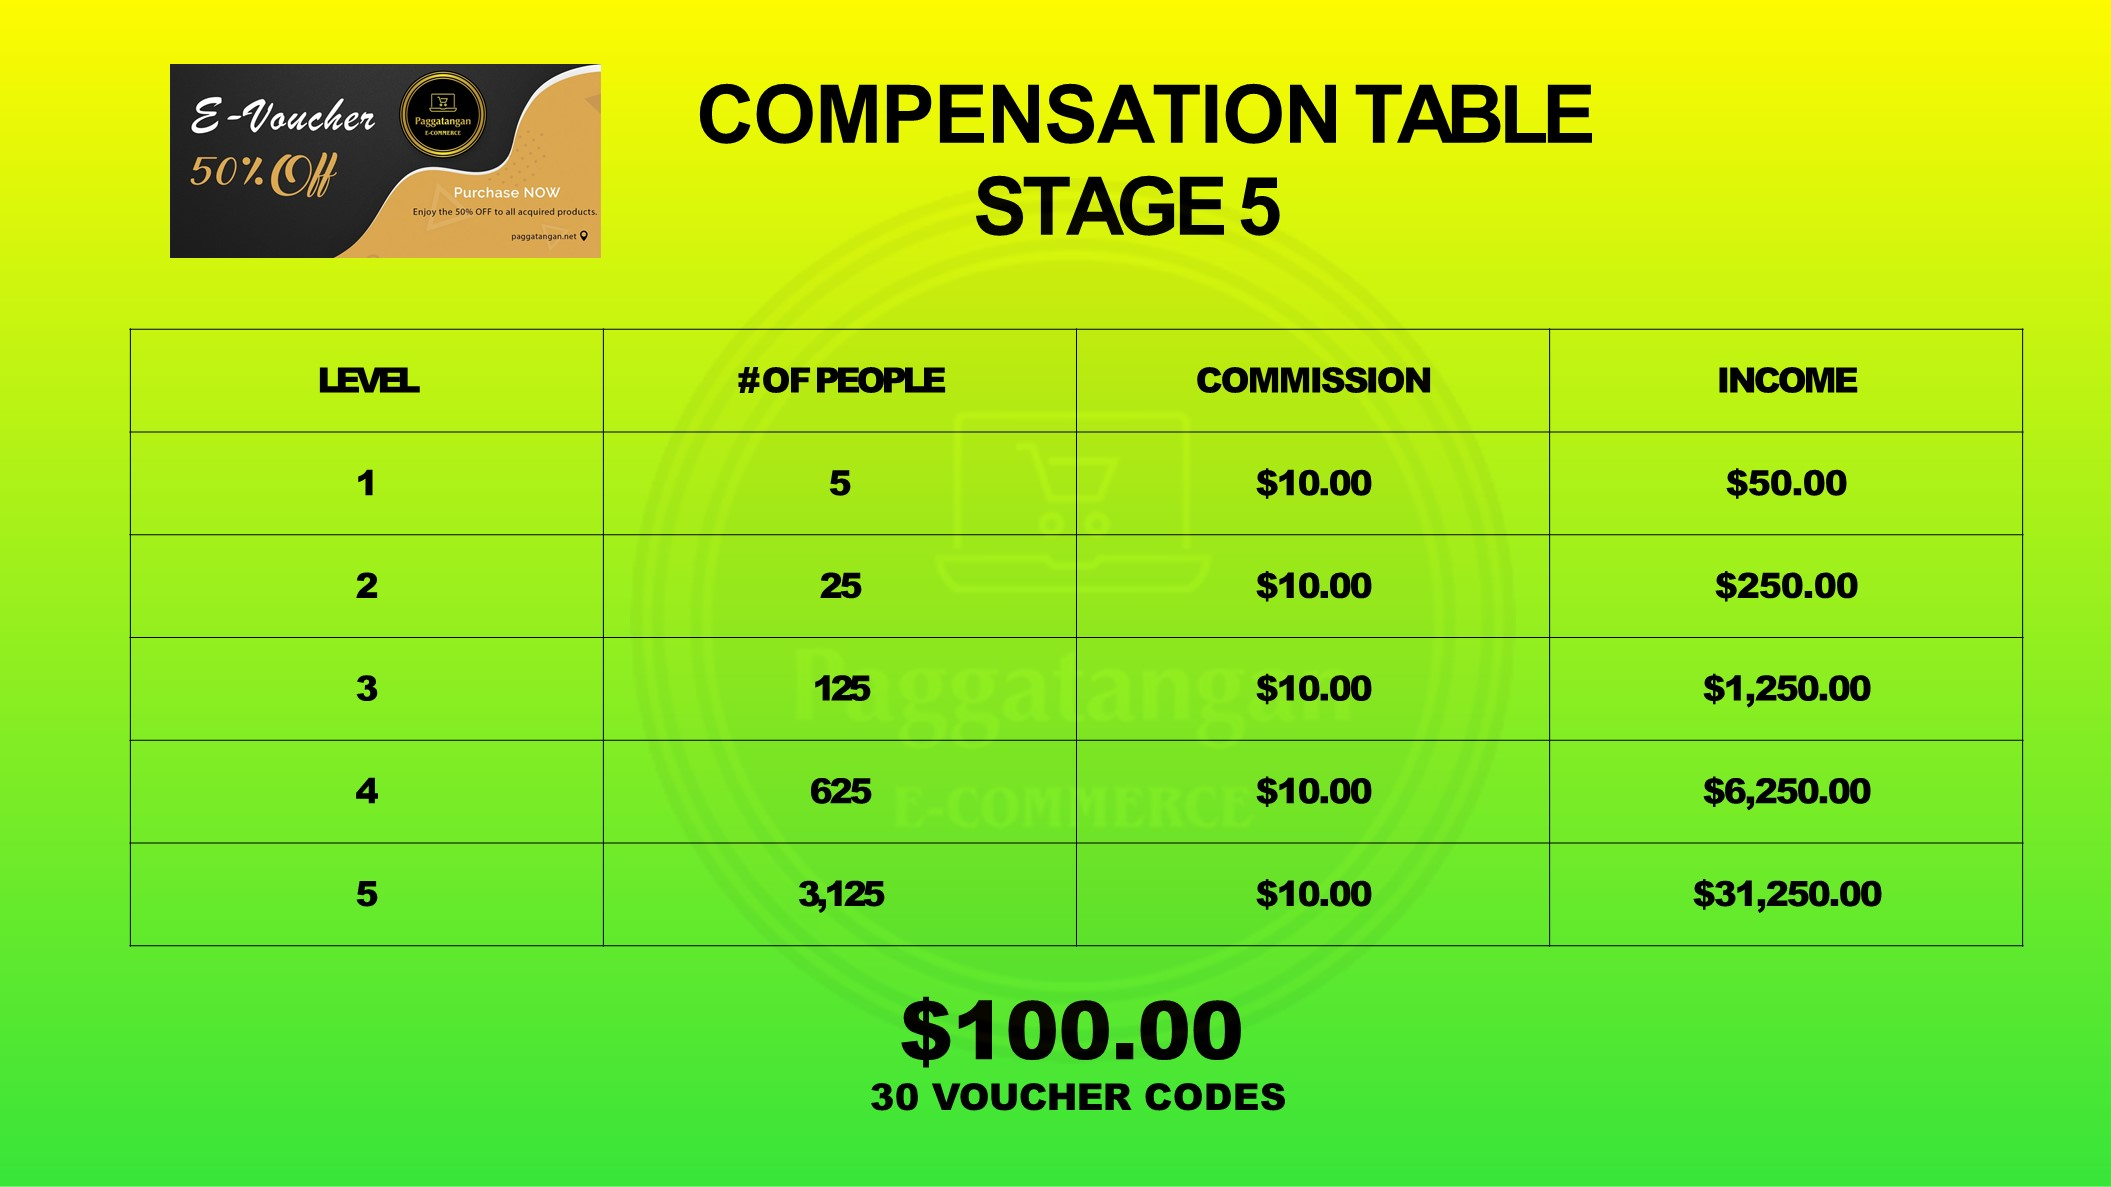 E-Voucher
50% Off
Paggatangan
E-COMMERCE
Purchase NOW
Enjoy the 50% OFF to all acquired products.
paggatangan.net
COMPENSATION TABLE
STAGE 5
LEVEL # OF PEOPLE COMMISSION INCOME
1 5 $10.00 $50.00
2 25 $10.00 $250.00
3 125 $10.00 $1,250.00
4 625 $10.00 $6,250.00
5 3,125 $10.00 $31,250.00
Paggatangan
E-COMMERCE
$100.00
30 VOUCHER CODES